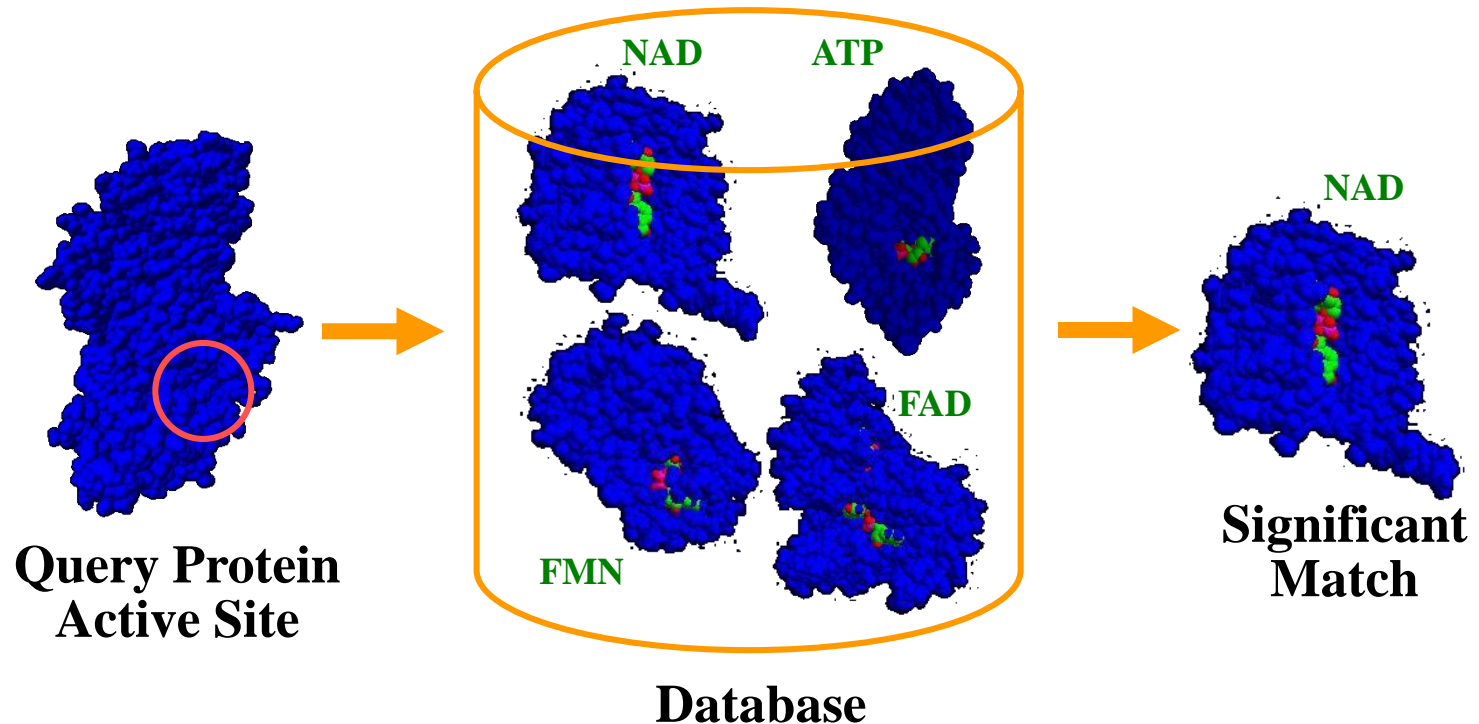 NAD
ATP
NAD
FAD
FMN
Query Protein
Active Site
Significant
Match
Database